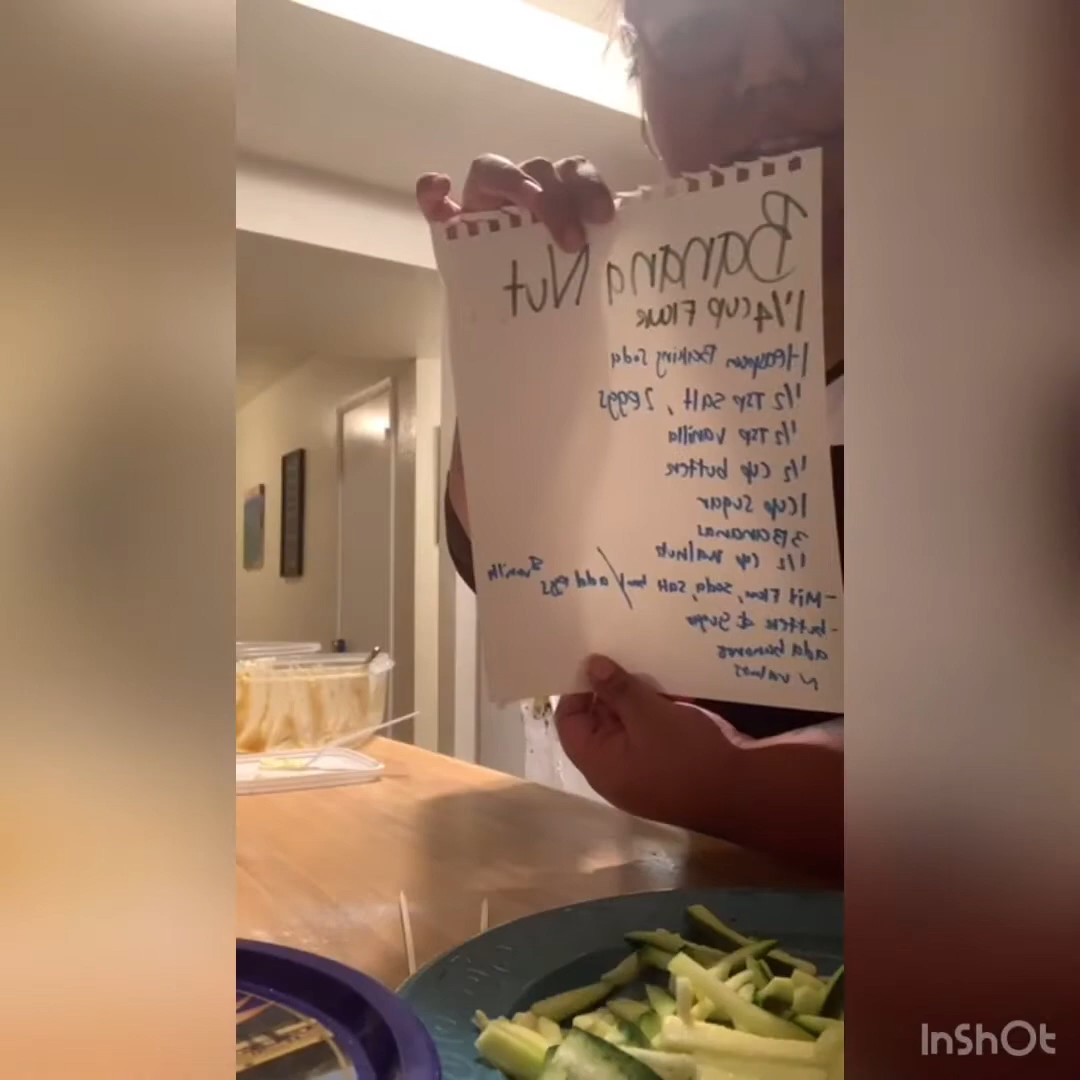 Banana Nut
1 1/4 cup Flour
1 teaspoon Baking Soda
1/2 TSP Salt, 2 eggs
1/2 TSP Vanilla
1/2 cup butter
1 cup Sugar
3 Bananas
1/2 cup walnuts
- Mix Flour, soda, salt / add eggs & vanilla
- butter & sugar
add bananas
N walnuts
InShOt